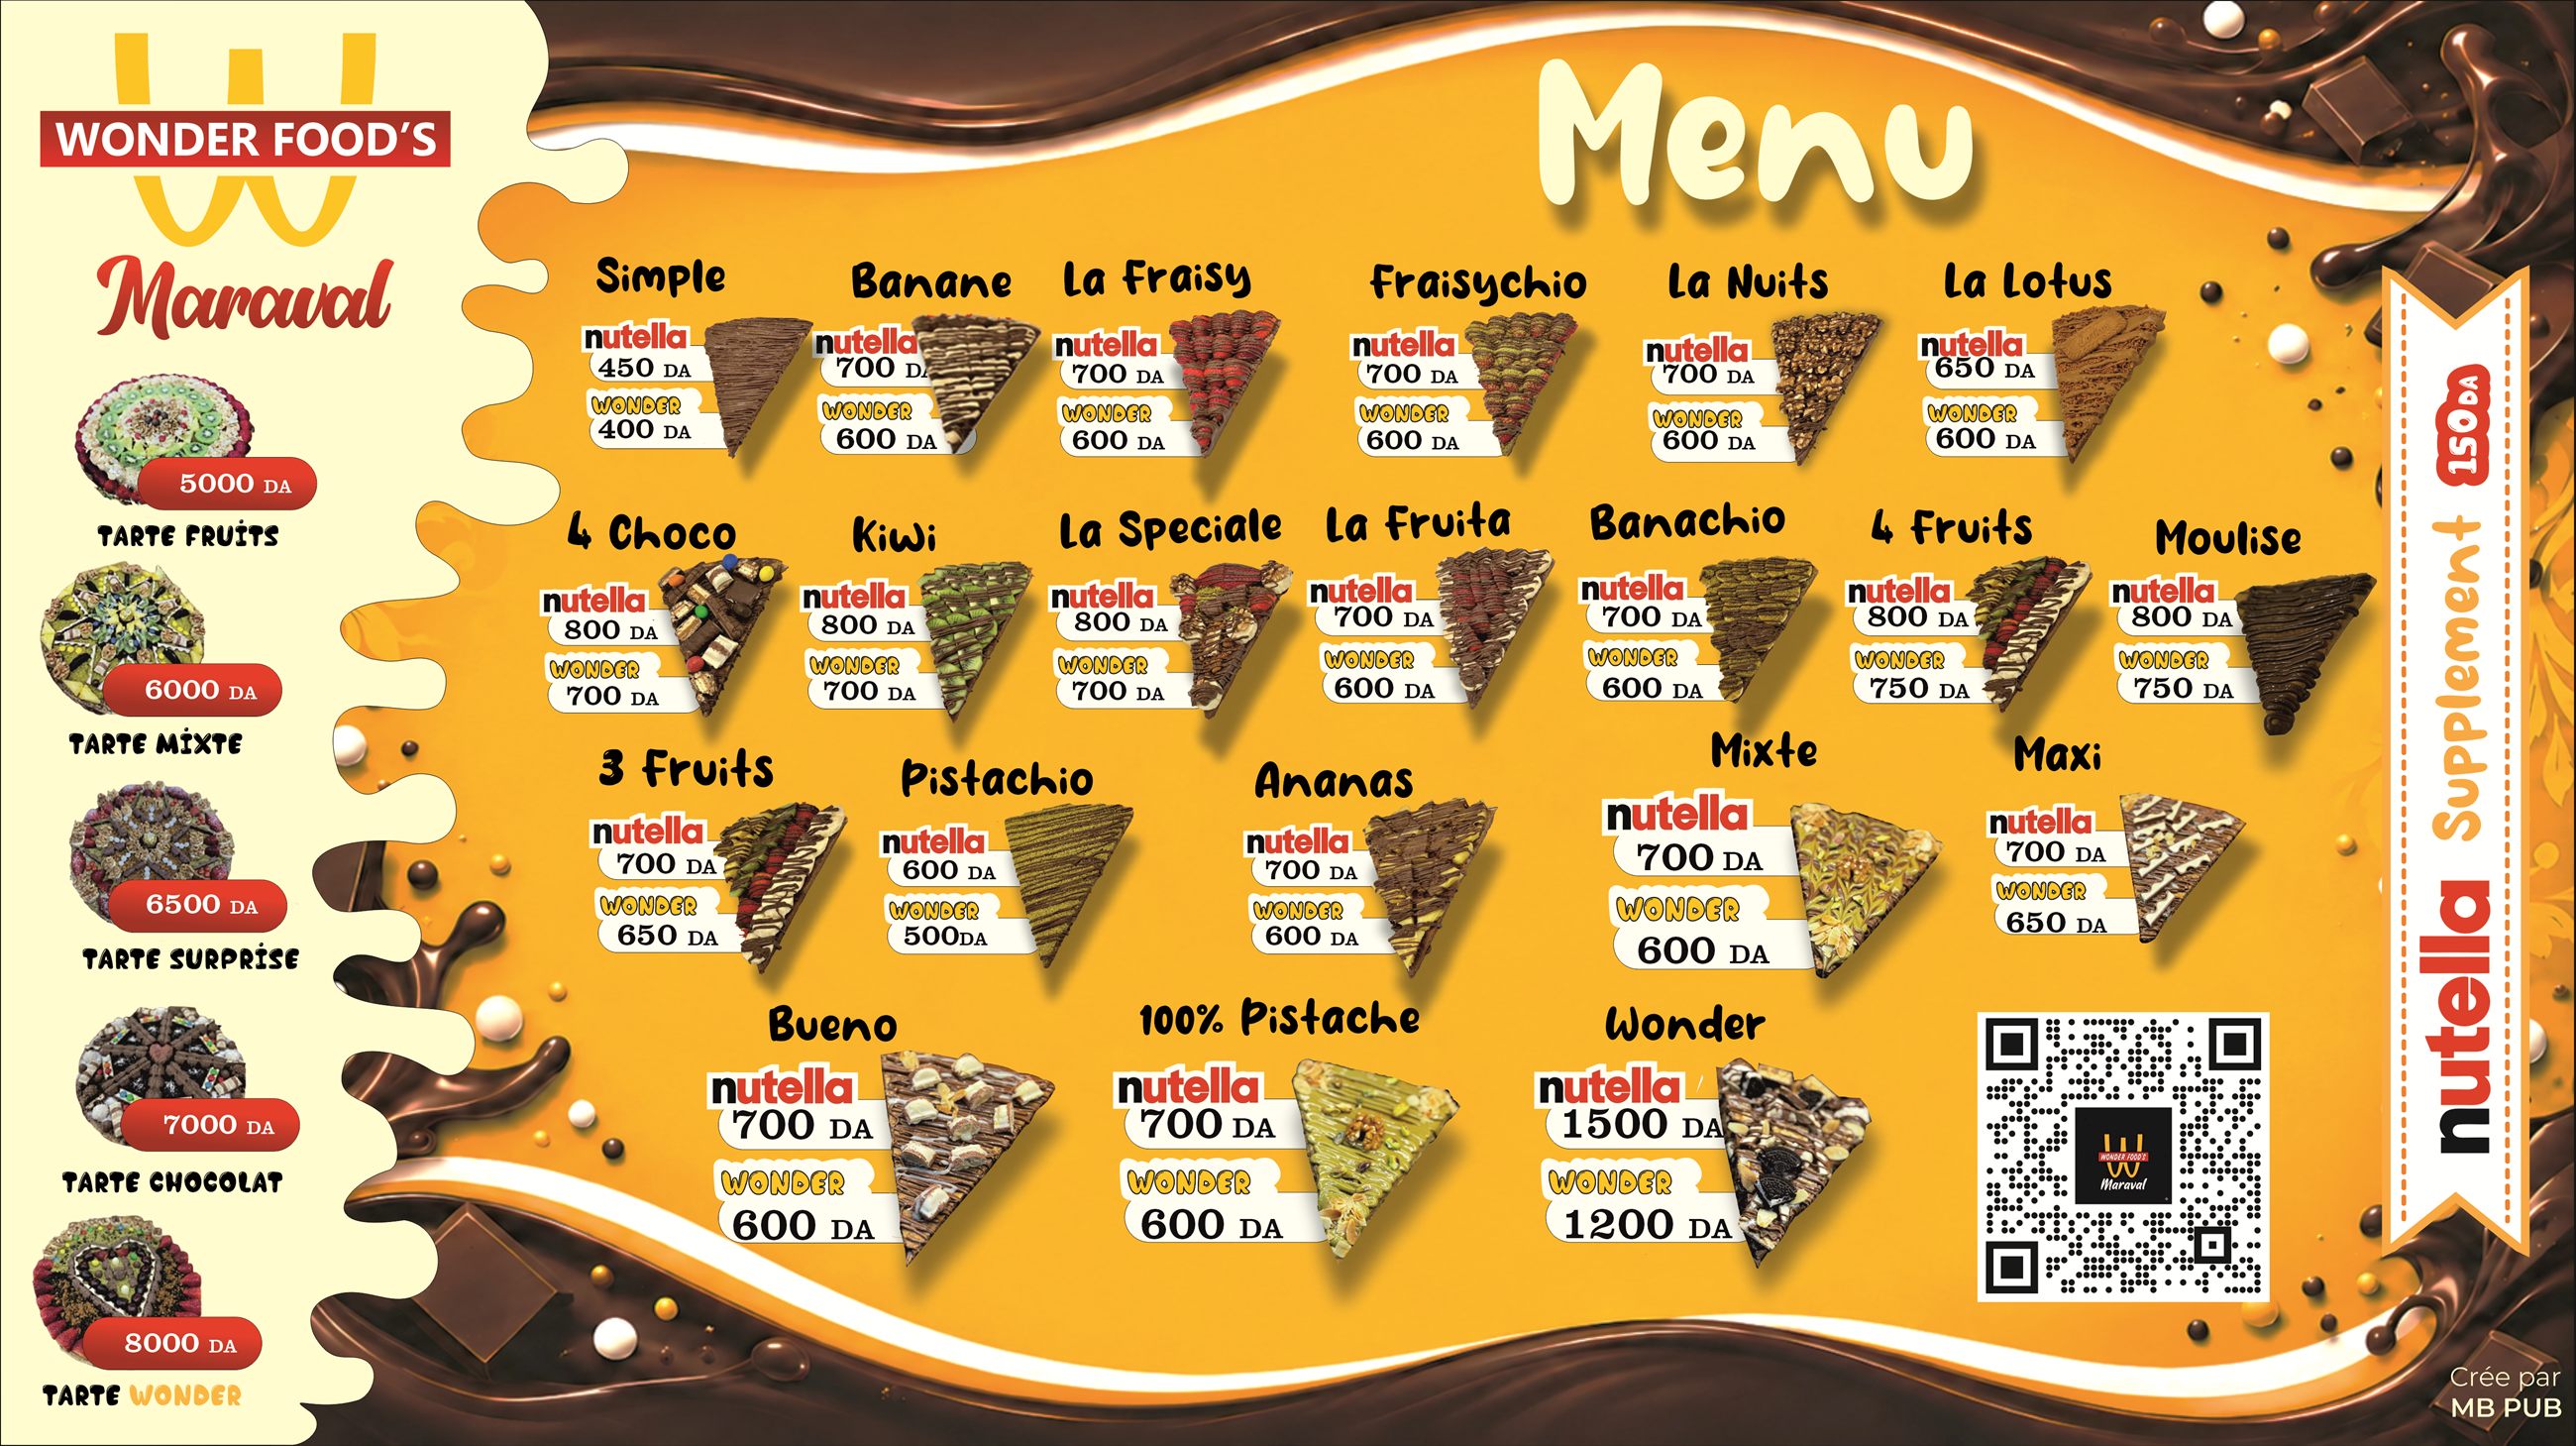 WONDER FOOD'S
Maraval
5000 DA
TARTE FRUİTS
6000 DA
TARTE MİXTE
6500 DA
TARTE SURPRİSE
7000 DA
TARTE CHOCOLAT
8000 DA
TARTE WONDER
Menu
Simple
nutella
450 DA
WONDER
400 DA
Banane
nutella
700 DA
WONDER
600 DA
La Fraisy
nutella
700 DA
WONDER
600 DA
Fraisychio
nutella
700 DA
WONDER
600 DA
La Nuits
nutella
700 DA
WONDER
600 DA
La Lotus
nutella
650 DA
WONDER
600 DA
4 Choco
nutella
800 DA
WONDER
700 DA
Kiwi
nutella
800 DA
WONDER
700 DA
La Speciale
nutella
800 DA
WONDER
700 DA
La Fruita
nutella
700 DA
WONDER
600 DA
Banachio
nutella
700 DA
WONDER
600 DA
4 Fruits
nutella
800 DA
WONDER
750 DA
Moulise
nutella
800 DA
WONDER
750 DA
3 Fruits
nutella
700 DA
WONDER
650 DA
Pistachio
nutella
600 DA
WONDER
500DA
Ananas
nutella
700 DA
WONDER
600 DA
Mixte
nutella
700 DA
WONDER
600 DA
Maxi
nutella
700 DA
WONDER
650 DA
Bueno
nutella
700 DA
WONDER
600 DA
100% Pistache
nutella
700 DA
WONDER
600 DA
Wonder
nutella
1500 DA
WONDER
1200 DA
WONDER FOOD'S
Maraval
nutella Supplement 150DA
Crée par
MB PUB